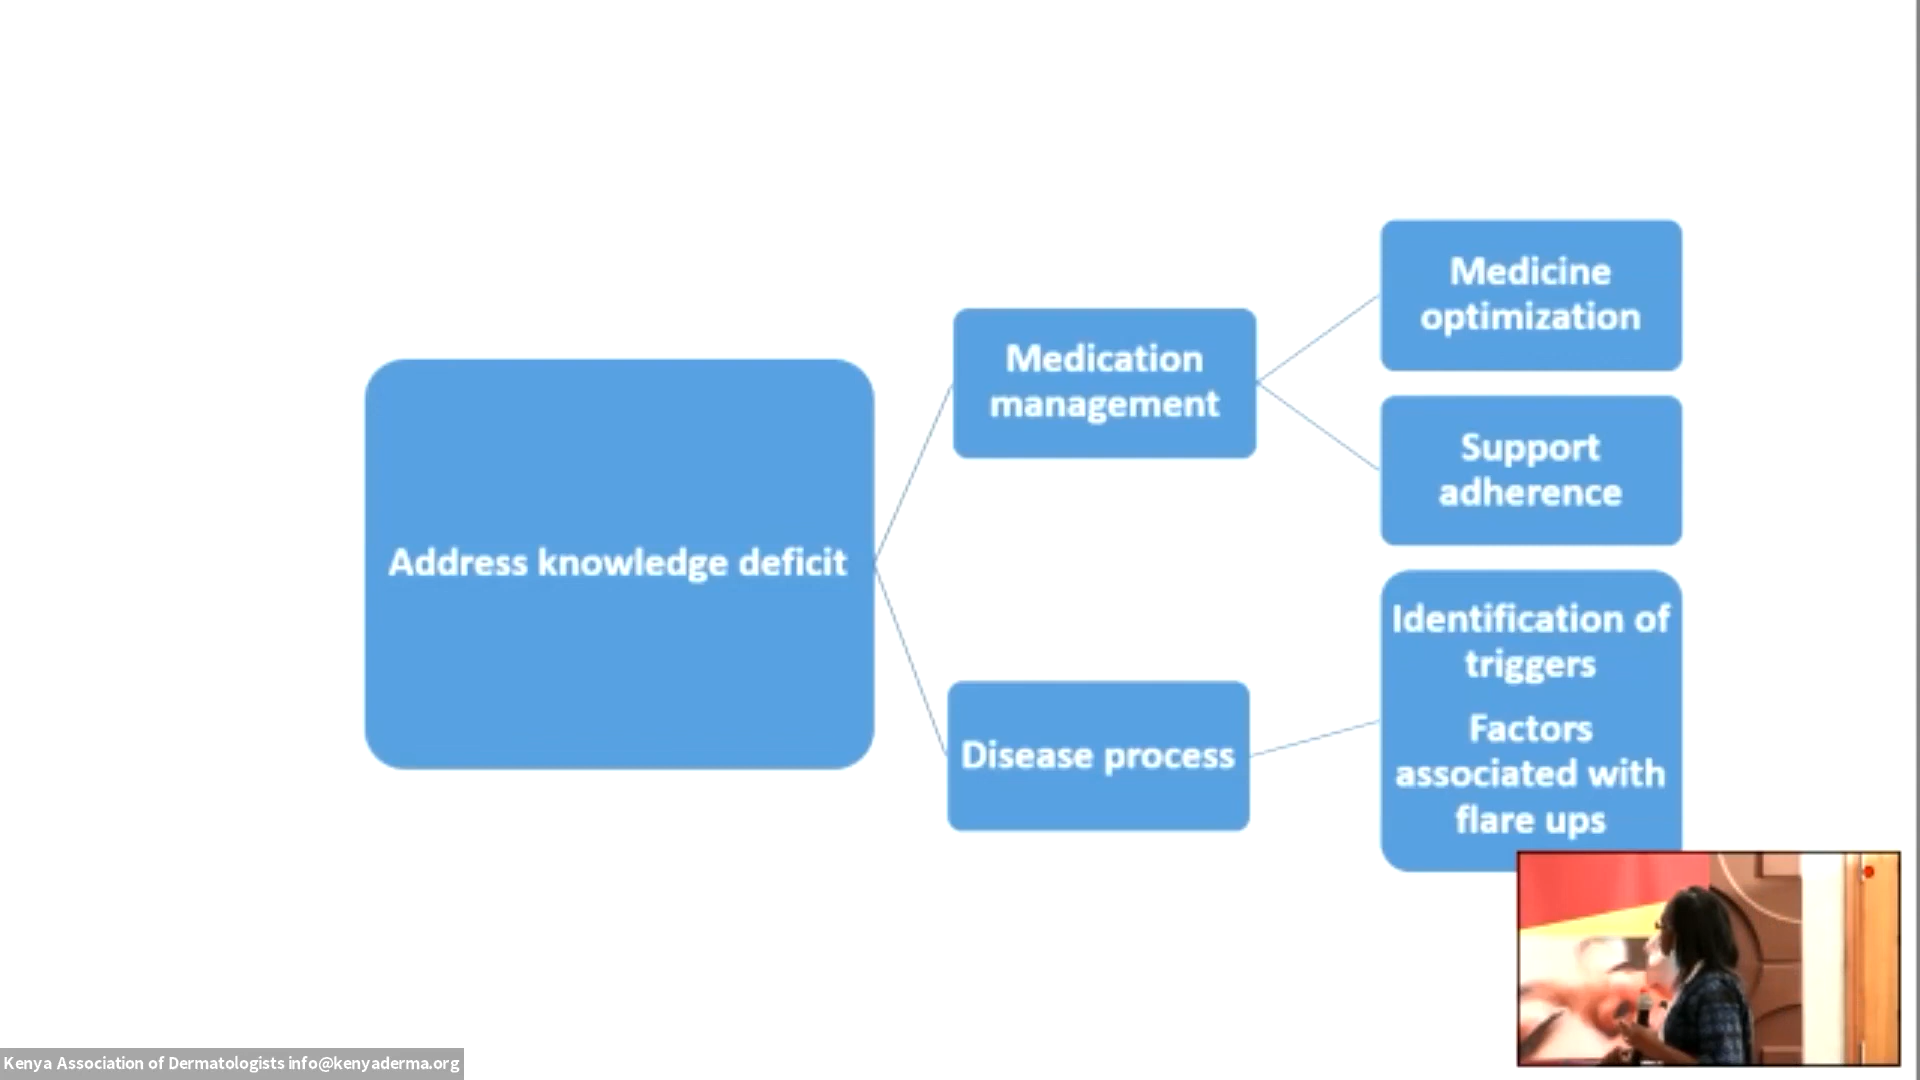 Address knowledge deficit
Medication
management
Medicine
optimization
Support
adherence
Disease process
Identification of
triggers
Factors
associated with
flare ups
Kenya Association of Dermatologists info@kenyaderma.org